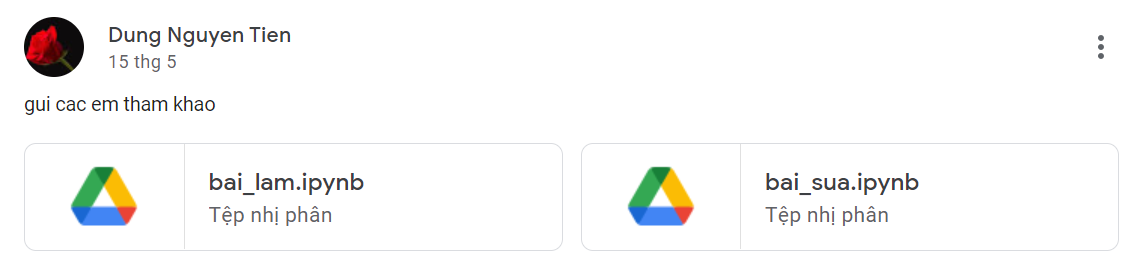 Dung Nguyen Tien
15 thg 5
gui cac em tham khao
bai_lam.ipynb
Tệp nhị phân
bai_sua.ipynb
Tệp nhị phân